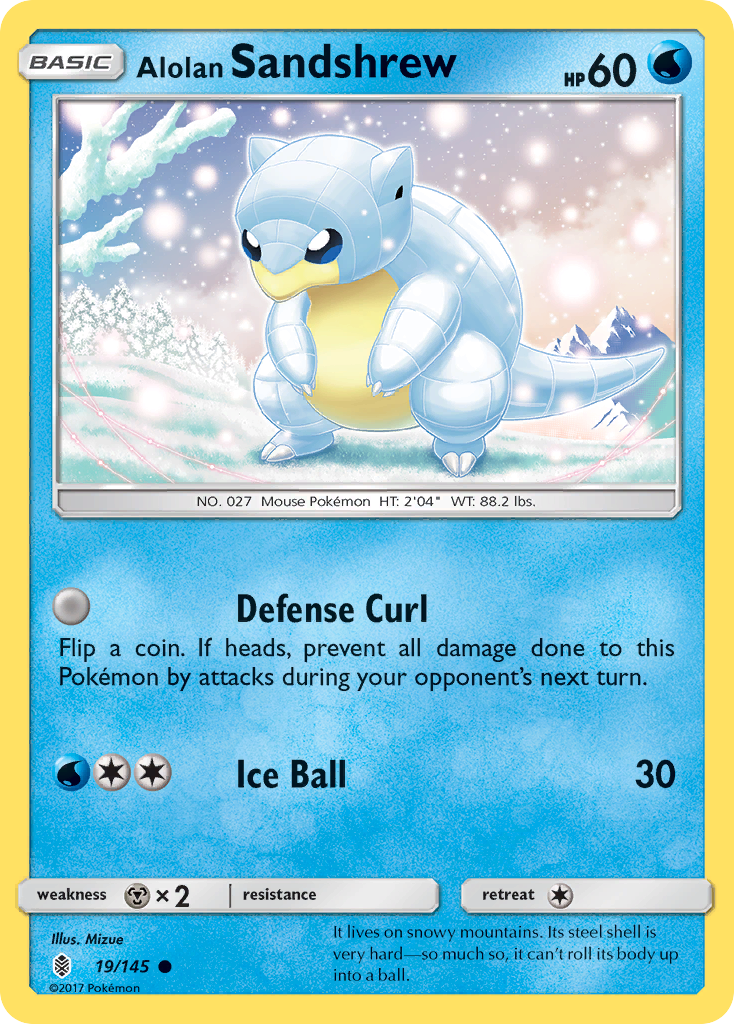 BASIC Alolan Sandshrew HP 60
NO. 027 Mouse Pokémon HT: 2'04" WT: 88.2 lbs.
Defense Curl
Flip a coin. If heads, prevent all damage done to this
Pokémon by attacks during your opponent's next turn.
Ice Ball 30
weakness × 2 resistance retreat
Illus. Mizue
19/145
©2017 Pokémon
It lives on snowy mountains. Its steel shell is
very hard—so much so, it can't roll its body up
into a ball.